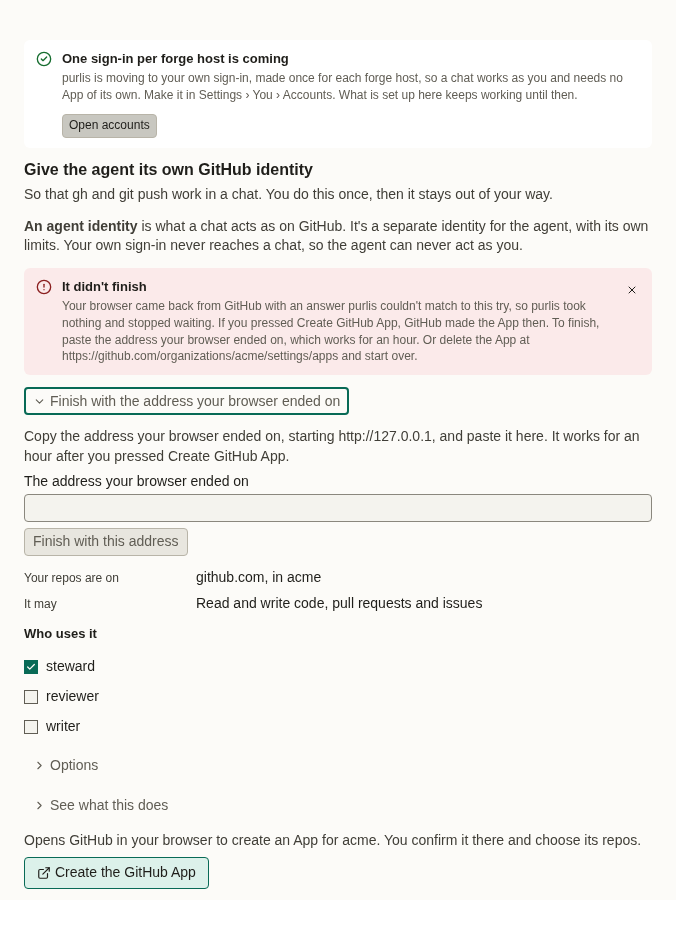 One sign-in per forge host is coming
purlis is moving to your own sign-in, made once for each forge host, so a chat works as you and needs no
App of its own. Make it in Settings › You › Accounts. What is set up here keeps working until then.
Open accounts
Give the agent its own GitHub identity
So that gh and git push work in a chat. You do this once, then it stays out of your way.
An agent identity is what a chat acts as on GitHub. It's a separate identity for the agent, with its own
limits. Your own sign-in never reaches a chat, so the agent can never act as you.
It didn't finish
Your browser came back from GitHub with an answer purlis couldn't match to this try, so purlis took
nothing and stopped waiting. If you pressed Create GitHub App, GitHub made the App then. To finish,
paste the address your browser ended on, which works for an hour. Or delete the App at
https://github.com/organizations/acme/settings/apps and start over.
Finish with the address your browser ended on
Copy the address your browser ended on, starting http://127.0.0.1, and paste it here. It works for an
hour after you pressed Create GitHub App.
The address your browser ended on
Finish with this address
Your repos are on github.com, in acme
It may Read and write code, pull requests and issues
Who uses it
steward
reviewer
writer
Options
See what this does
Opens GitHub in your browser to create an App for acme. You confirm it there and choose its repos.
Create the GitHub App